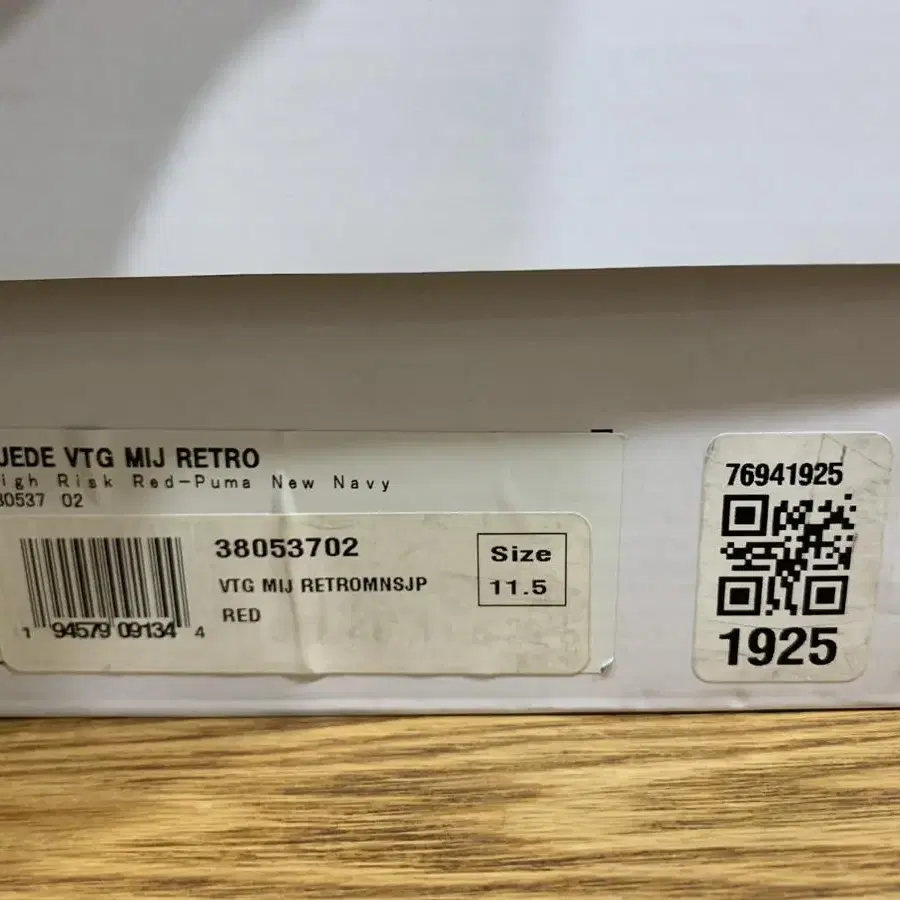 UEDE VTG MIJ RETRO
igh Risk Red-Puma New Navy
80537 02
38053702
VTG MIJ RETROMNSJP
RED
Size
11.5
1 94579 09134 4
76941925
1925